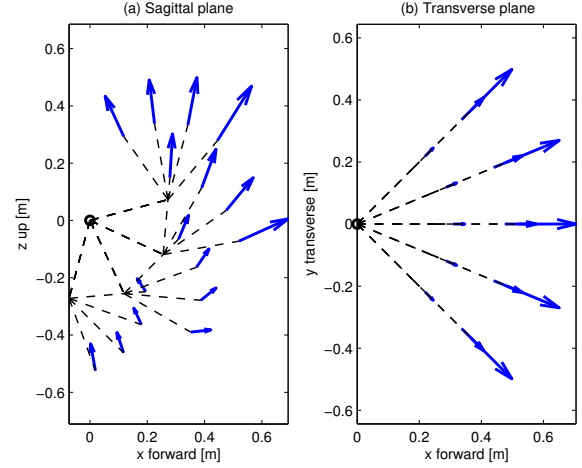 (a) Sagittal plane
(b) Transverse plane
0.6
0.4
0.2
0
−0.2
−0.4
−0.6
z up [m]
0 0.2 0.4 0.6
x forward [m]
0.6
0.4
0.2
0
−0.2
−0.4
−0.6
y transverse [m]
0 0.2 0.4 0.6
x forward [m]